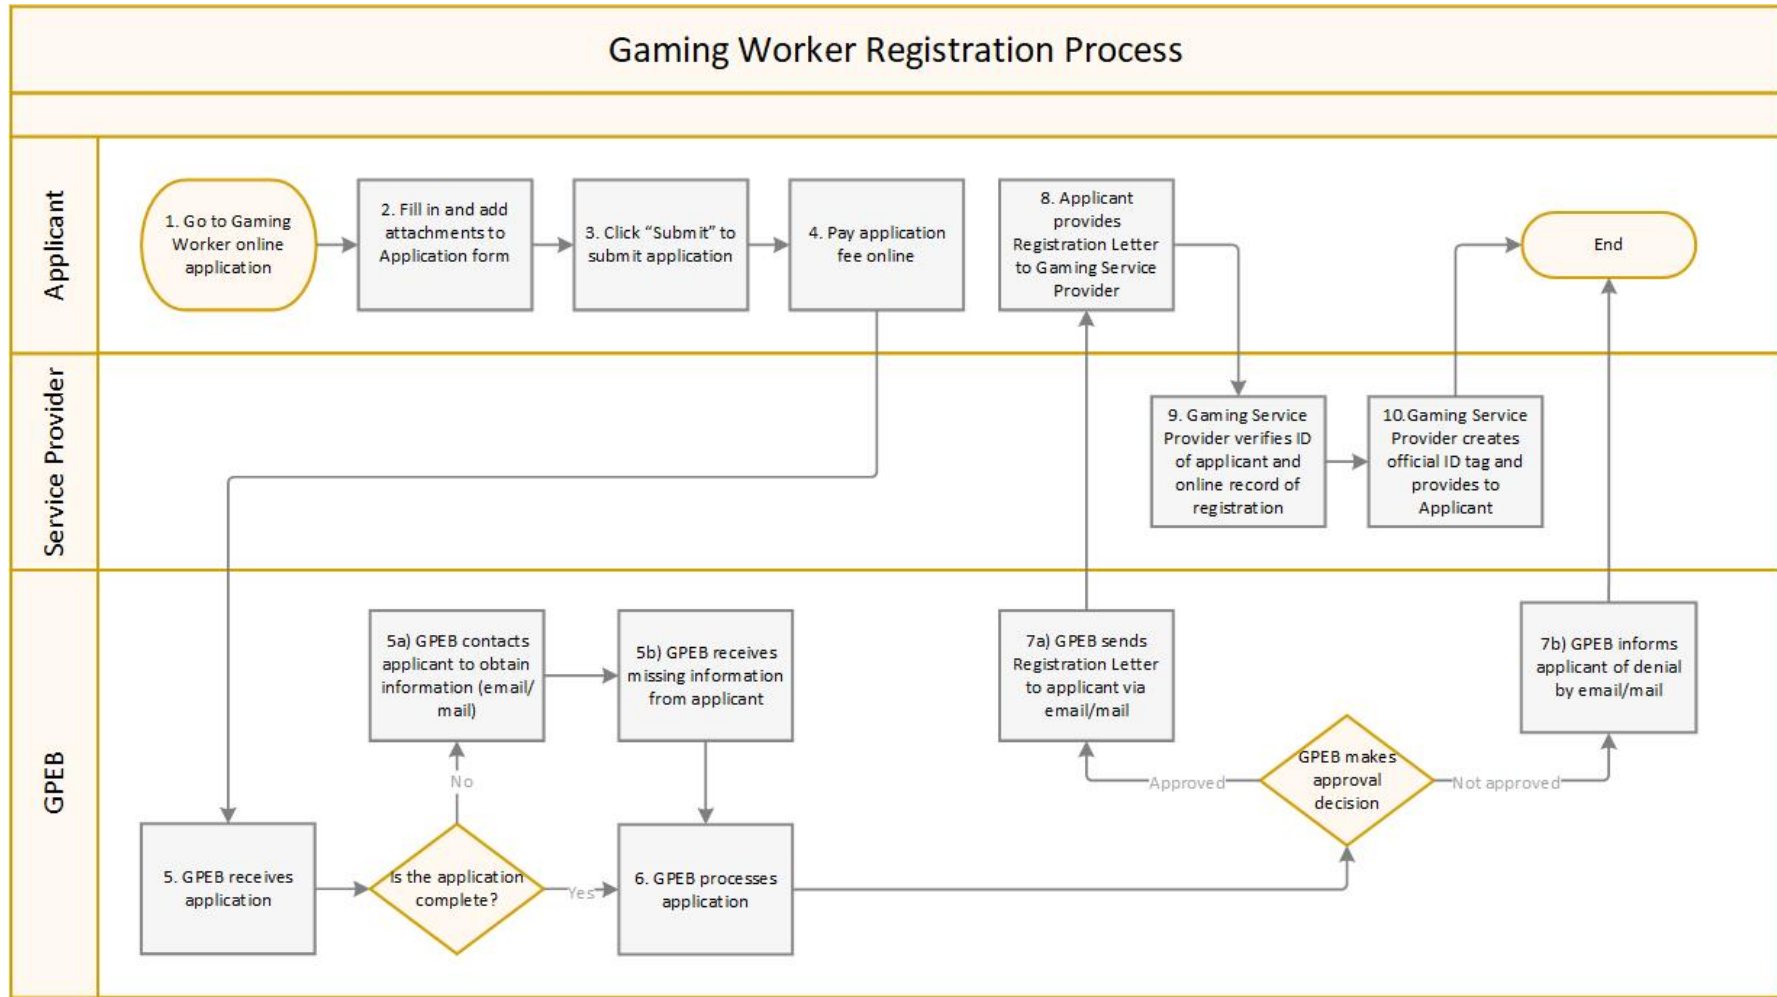 Gaming Worker Registration Process
Applicant
1. Go to Gaming
Worker online
application
2. Fill in and add
attachments to
Application form
3. Click “Submit” to
submit application
4. Pay application
fee online
8. Applicant
provides
Registration Letter
to Gaming Service
Provider
End
Service Provider
9. Gaming Service
Provider verifies ID
of applicant and
online record of
registration
10.Gaming Service
Provider creates
official ID tag and
provides to
Applicant
GPEB
5a) GPEB contacts
applicant to obtain
information (email/
mail)
5b) GPEB receives
missing information
from applicant
7a) GPEB sends
Registration Letter
to applicant via
email/mail
7b) GPEB informs
applicant of denial
by email/mail
No
Approved
GPEB makes
approval
decision
Not approved
5. GPEB receives
application
Is the application
complete?
Yes
6. GPEB processes
application